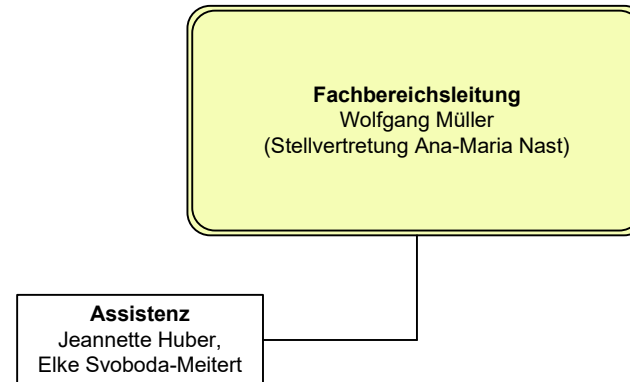 Fachbereichsleitung
Wolfgang Müller
(Stellvertretung Ana-Maria Nast)
Assistenz
Jeannette Huber,
Elke Svoboda-Meitert